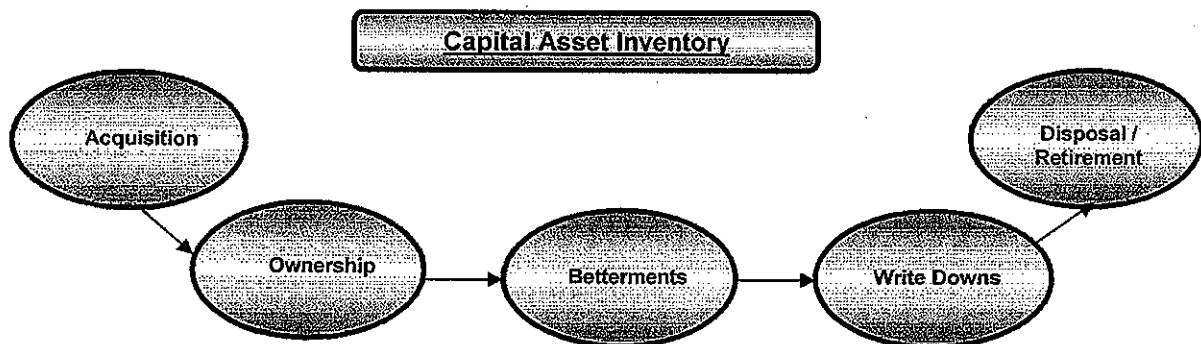 Capital Asset Inventory
Acquisition
Ownership
Betterments
Write Downs
Disposal /
Retirement